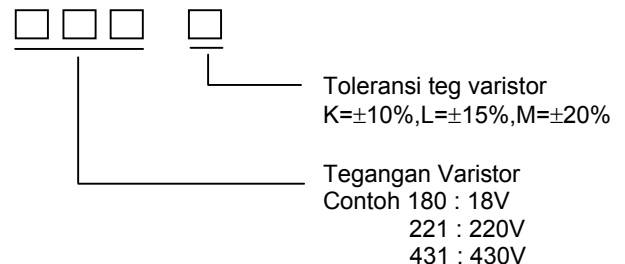 Toleransi teg varistor
K=±10%,L=±15%,M=±20%
Tegangan Varistor
Contoh 180 : 18V
221 : 220V
431 : 430V